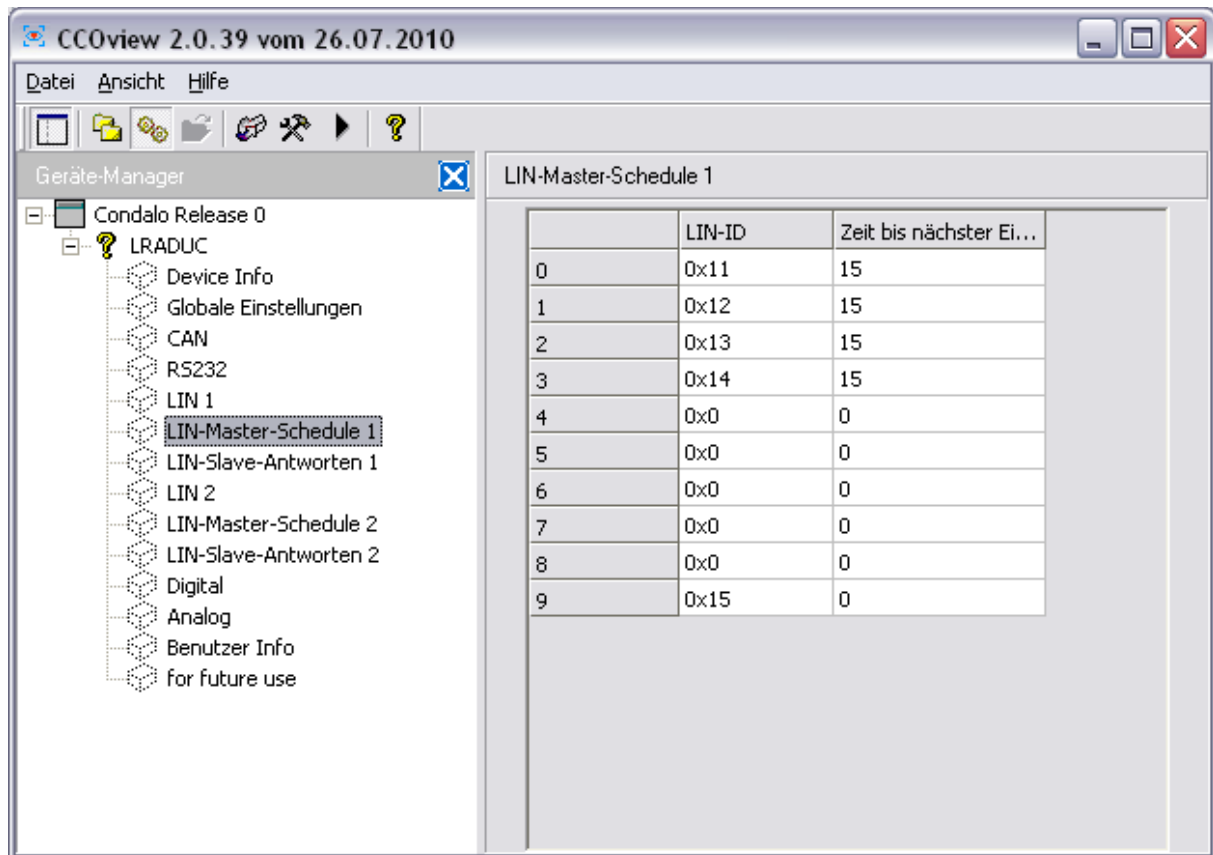 CCOview 2.0.39 vom 26.07.2010
Datei Ansicht Hilfe
Geräte-Manager
Condalo Release 0
LRADUC
Device Info
Globale Einstellungen
CAN
RS232
LIN 1
LIN-Master-Schedule 1
LIN-Slave-Antworten 1
LIN 2
LIN-Master-Schedule 2
LIN-Slave-Antworten 2
Digital
Analog
Benutzer Info
for future use
LIN-Master-Schedule 1
LIN-ID Zeit bis nächster Ei...
0 0x11 15
1 0x12 15
2 0x13 15
3 0x14 15
4 0x0 0
5 0x0 0
6 0x0 0
7 0x0 0
8 0x0 0
9 0x15 0